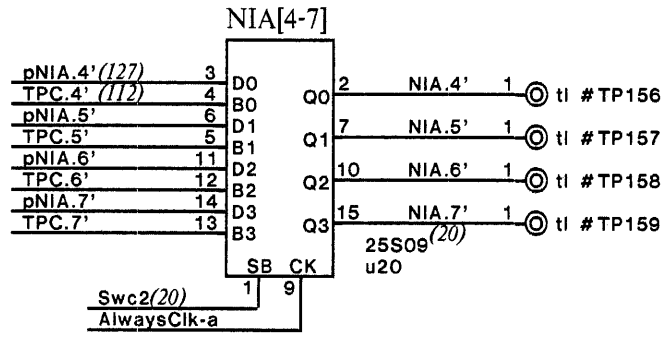 NIA[4-7]
pNIA.4'(127) 3 D0
TPC.4' (112) 4 B0
pNIA.5' 6 D1
TPC.5' 5 B1
pNIA.6' 11 D2
TPC.6' 12 B2
pNIA.7' 14 D3
TPC.7' 13 B3
Q0 2 NIA.4' 1 tl #TP156
Q1 7 NIA.5' 1 tl #TP157
Q2 10 NIA.6' 1 tl #TP158
Q3 15 NIA.7' 1 tl #TP159
(20)
25S09
u20
SB CK
1 9
Swc2(20)
AlwaysClk-a